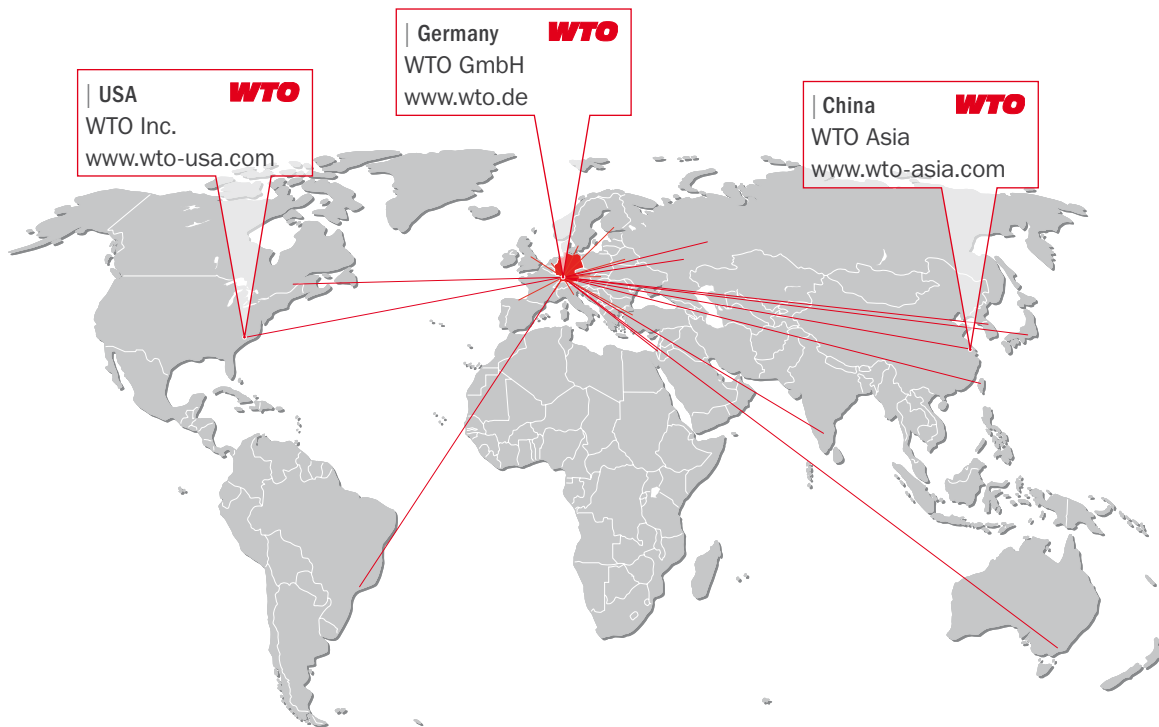 | USA WTO
WTO Inc.
www.wto-usa.com
| Germany WTO
WTO GmbH
www.wto.de
| China WTO
WTO Asia
www.wto-asia.com